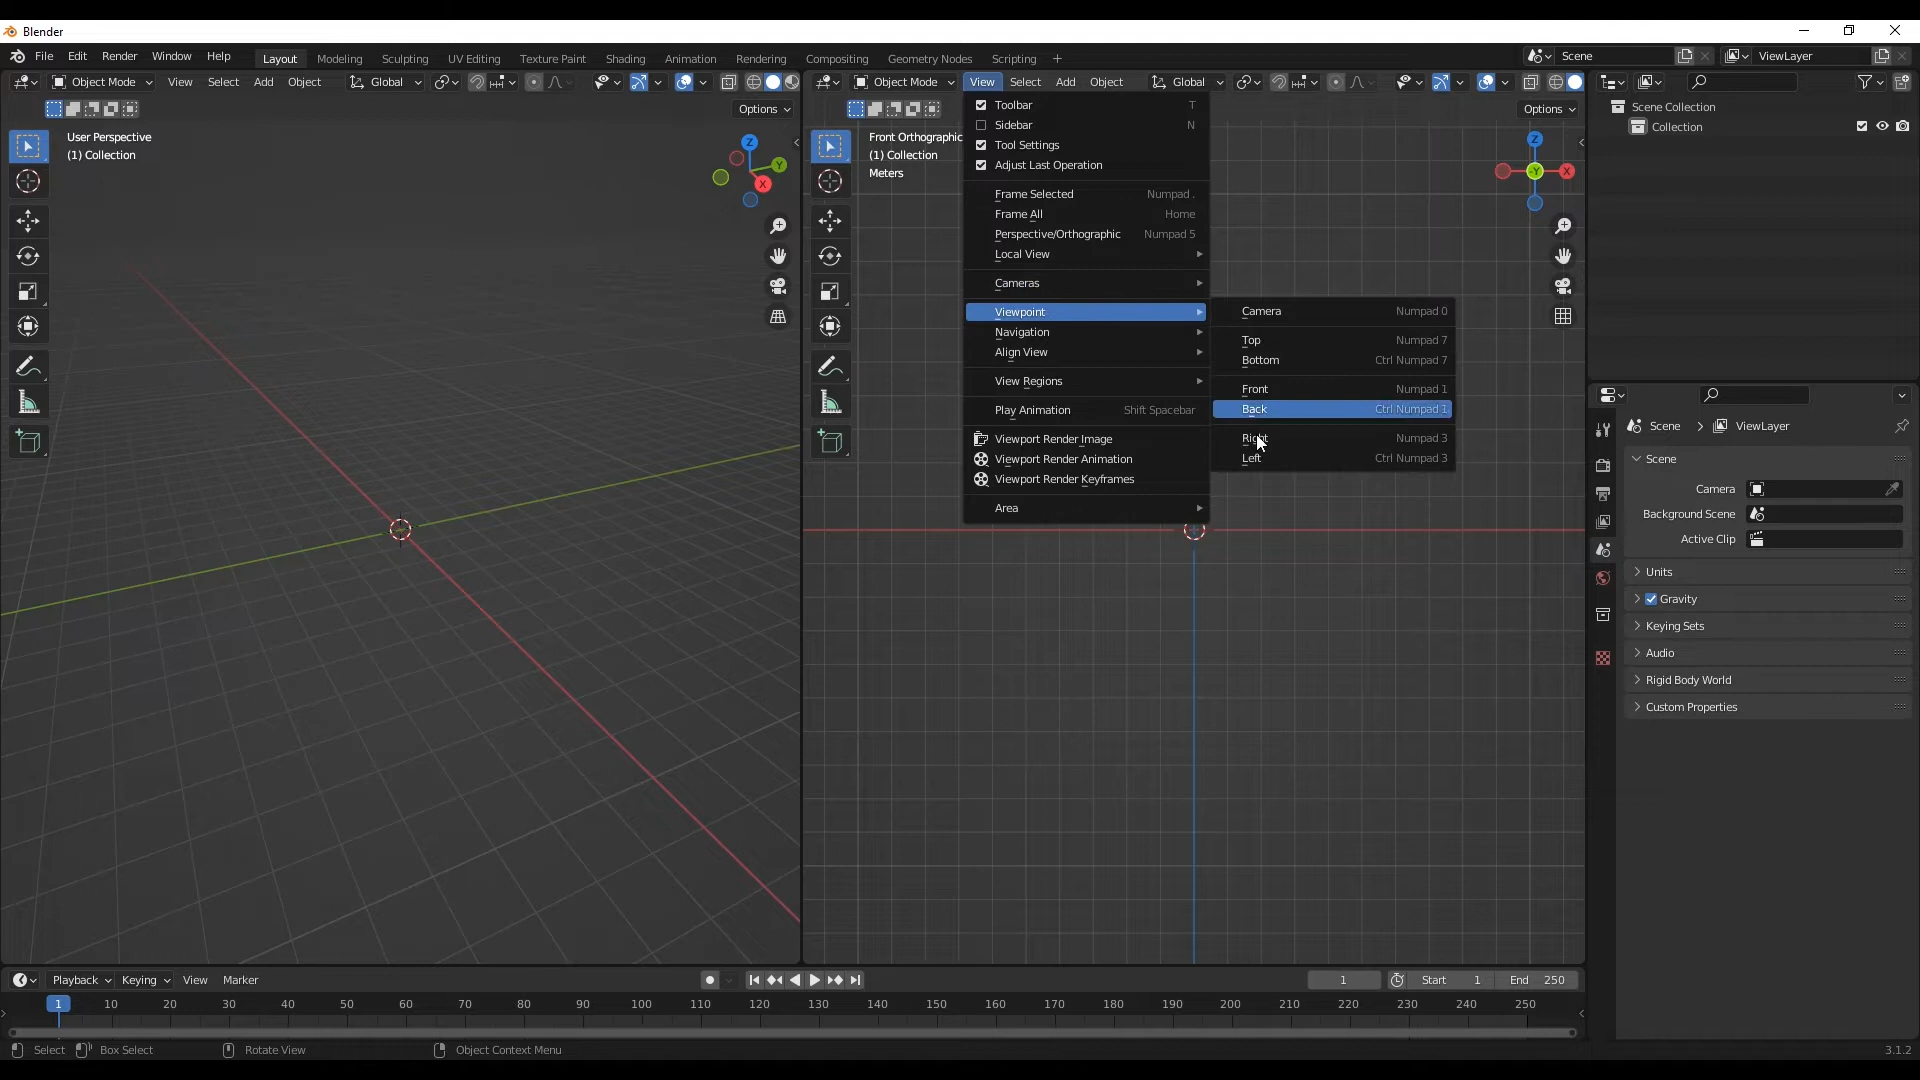 Blender
File Edit Render Window Help Layout Modeling Sculpting UV Editing Texture Paint Shading Animation Rendering Compositing Geometry Nodes Scripting + Scene ViewLayer
Object Mode View Select Add Object Global Object Mode View Select Add Object Global
Options Options
User Perspective
(1) Collection
Front Orthographic
(1) Collection
Meters
Z
Y
X
Z
-Y
X
Toolbar T
Sidebar N
Tool Settings
Adjust Last Operation
Frame Selected Numpad .
Frame All Home
Perspective/Orthographic Numpad 5
Local View
Cameras
Viewpoint
Navigation
Align View
View Regions
Play Animation Shift Spacebar
Viewport Render Image
Viewport Render Animation
Viewport Render Keyframes
Area
Camera Numpad 0
Top Numpad 7
Bottom Ctrl Numpad 7
Front Numpad 1
Back Ctrl Numpad 1
Right Numpad 3
Left Ctrl Numpad 3
Scene Collection
Collection
Scene > ViewLayer
Scene
Camera
Background Scene
Active Clip
Units
Gravity
Keying Sets
Audio
Rigid Body World
Custom Properties
Playback Keying View Marker 1 Start 1 End 250
1 10 20 30 40 50 60 70 80 90 100 110 120 130 140 150 160 170 180 190 200 210 220 230 240 250
Select Box Select Rotate View Object Context Menu 3.1.2